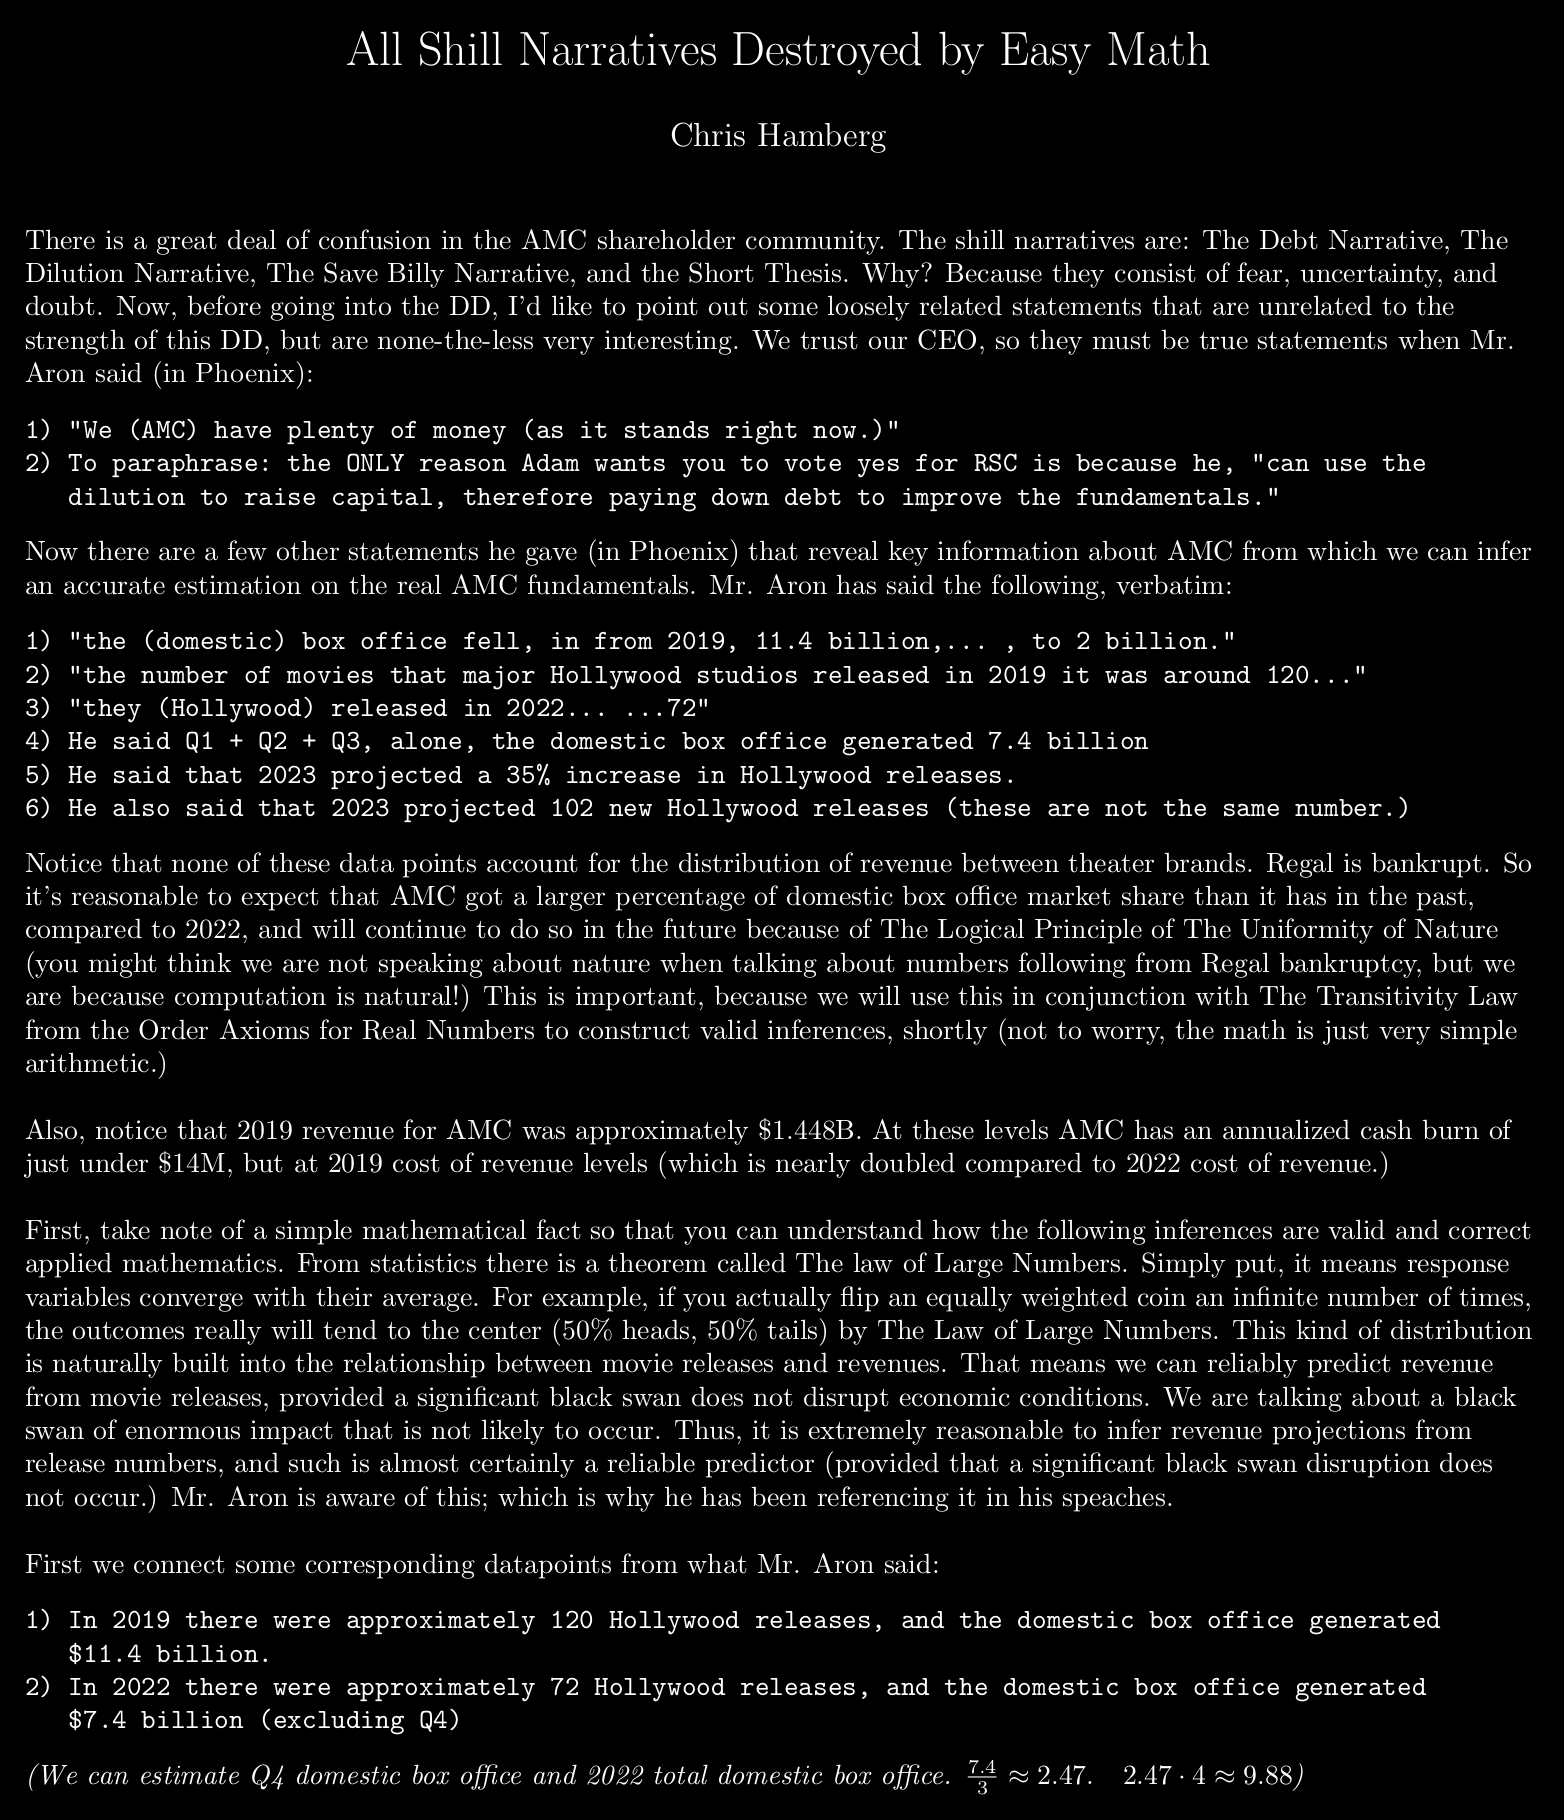 All Shill Narratives Destroyed by Easy Math
Chris Hamberg
There is a great deal of confusion in the AMC shareholder community. The shill narratives are: The Debt Narrative, The
Dilution Narrative, The Save Billy Narrative, and the Short Thesis. Why? Because they consist of fear, uncertainty, and
doubt. Now, before going into the DD, I'd like to point out some loosely related statements that are unrelated to the
strength of this DD, but are none-the-less very interesting. We trust our CEO, so they must be true statements when Mr.
Aron said (in Phoenix):
1) "We (AMC) have plenty of money (as it stands right now.)"
2) To paraphrase: the ONLY reason Adam wants you to vote yes for RSC is because he, "can use the
dilution to raise capital, therefore paying down debt to improve the fundamentals."
Now there are a few other statements he gave (in Phoenix) that reveal key information about AMC from which we can infer
an accurate estimation on the real AMC fundamentals. Mr. Aron has said the following, verbatim:
1) "the (domestic) box office fell, in from 2019, 11.4 billion,... , to 2 billion."
2) "the number of movies that major Hollywood studios released in 2019 it was around 120..."
3) "they (Hollywood) released in 2022... ...72"
4) He said Q1 + Q2 + Q3, alone, the domestic box office generated 7.4 billion
5) He said that 2023 projected a 35% increase in Hollywood releases.
6) He also said that 2023 projected 102 new Hollywood releases (these are not the same number.)
Notice that none of these data points account for the distribution of revenue between theater brands. Regal is bankrupt. So
it's reasonable to expect that AMC got a larger percentage of domestic box office market share than it has in the past,
compared to 2022, and will continue to do so in the future because of The Logical Principle of The Uniformity of Nature
(you might think we are not speaking about nature when talking about numbers following from Regal bankruptcy, but we
are because computation is natural!) This is important, because we will use this in conjunction with The Transitivity Law
from the Order Axioms for Real Numbers to construct valid inferences, shortly (not to worry, the math is just very simple
arithmetic.)
Also, notice that 2019 revenue for AMC was approximately $1.448B. At these levels AMC has an annualized cash burn of
just under $14M, but at 2019 cost of revenue levels (which is nearly doubled compared to 2022 cost of revenue.)
First, take note of a simple mathematical fact so that you can understand how the following inferences are valid and correct
applied mathematics. From statistics there is a theorem called The law of Large Numbers. Simply put, it means response
variables converge with their average. For example, if you actually flip an equally weighted coin an infinite number of times,
the outcomes really will tend to the center (50% heads, 50% tails) by The Law of Large Numbers. This kind of distribution
is naturally built into the relationship between movie releases and revenues. That means we can reliably predict revenue
from movie releases, provided a significant black swan does not disrupt economic conditions. We are talking about a black
swan of enormous impact that is not likely to occur. Thus, it is extremely reasonable to infer revenue projections from
release numbers, and such is almost certainly a reliable predictor (provided that a significant black swan disruption does
not occur.) Mr. Aron is aware of this; which is why he has been referencing it in his speaches.
First we connect some corresponding datapoints from what Mr. Aron said:
1) In 2019 there were approximately 120 Hollywood releases, and the domestic box office generated
$11.4 billion.
2) In 2022 there were approximately 72 Hollywood releases, and the domestic box office generated
$7.4 billion (excluding Q4)
(We can estimate Q4 domestic box office and 2022 total domestic box office. 7.4/3 ≈ 2.47. 2.47 · 4 ≈ 9.88)